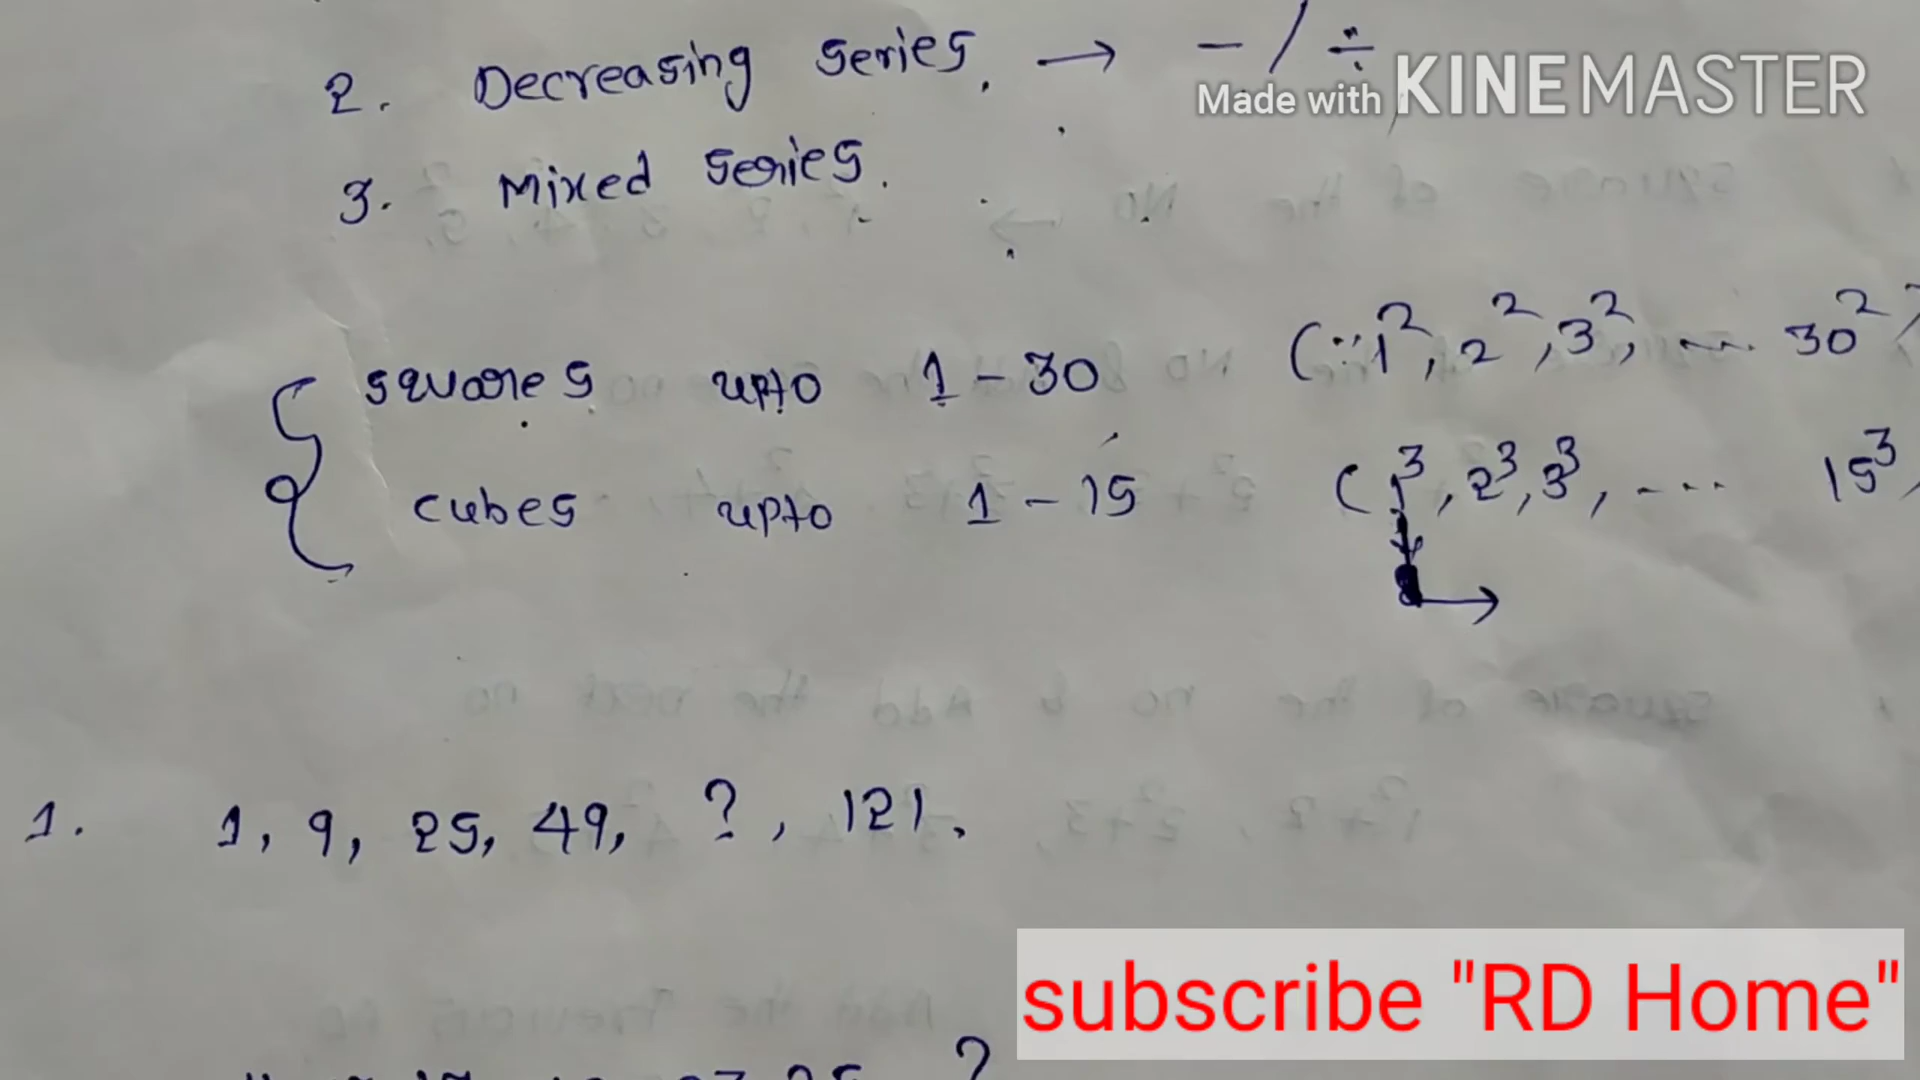 2. Decreasing series. → - / ÷
Made with KINEMASTER
3. Mixed series.
squares upto 1 - 30 (∵ 1², 2², 3², ... 30²)
cubes upto 1 - 15 (1³, 2³, 3³, ... 15³,
1. 1, 9, 25, 49, ?, 121.
subscribe "RD Home"